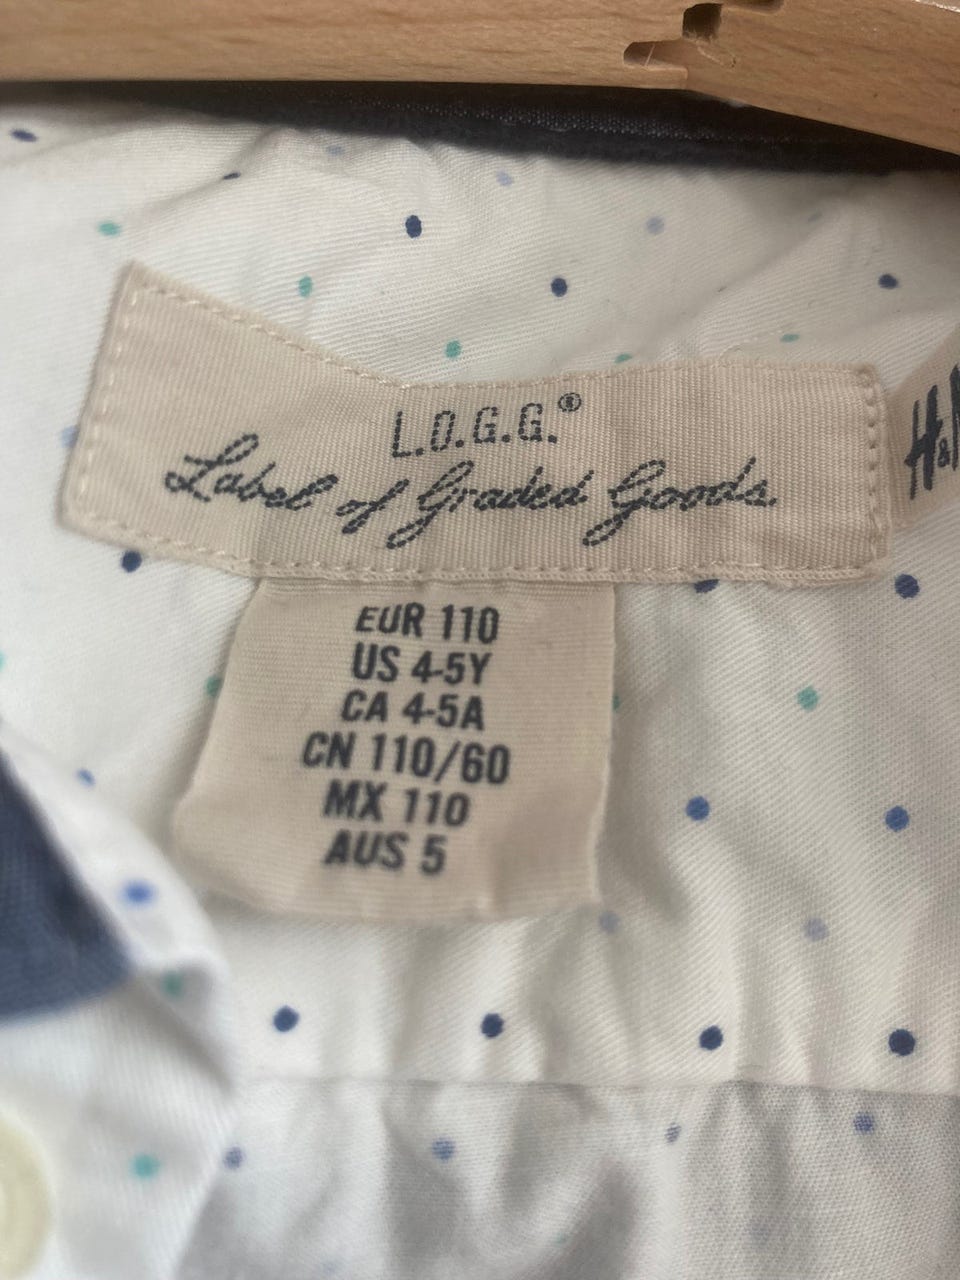 L.O.G.G.®
Label of Graded Goods.
H&M
EUR 110
US 4-5Y
CA 4-5A
CN 110/60
MX 110
AUS 5